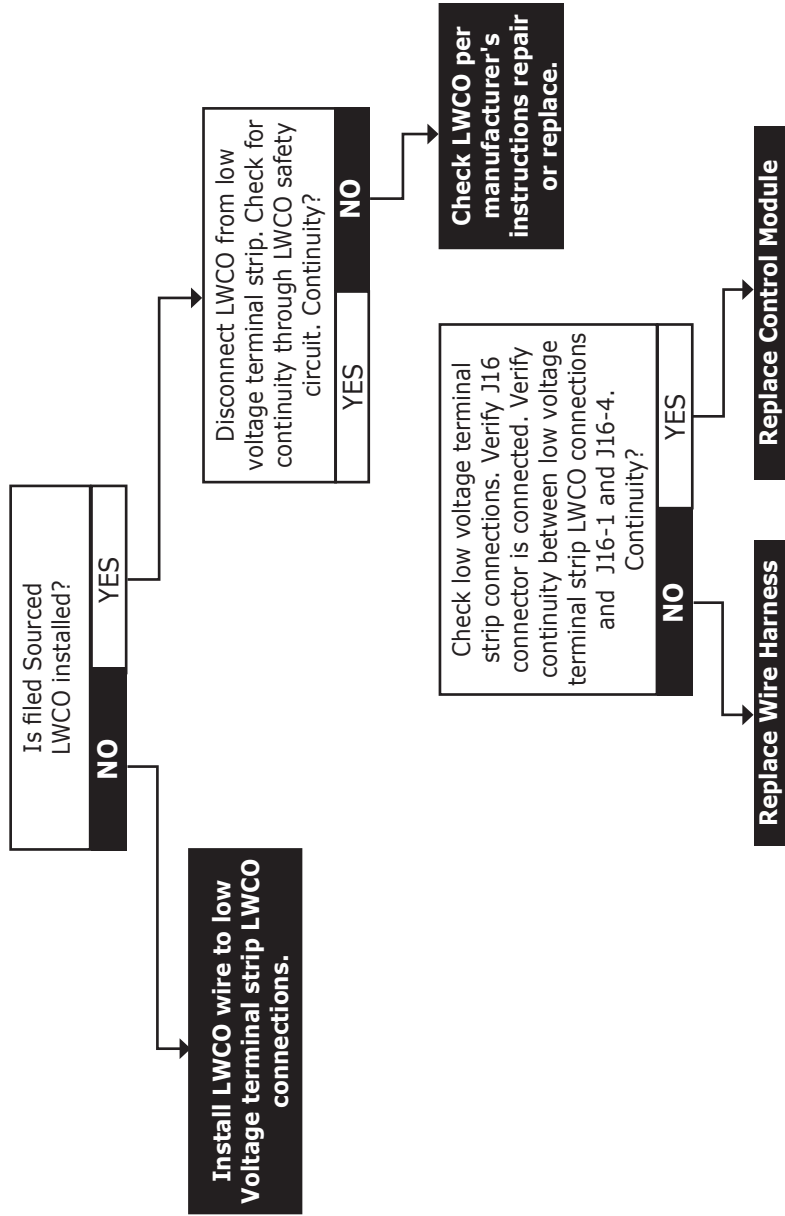 Is filed Sourced
LWCO installed?
NO
YES
Install LWCO wire to low
Voltage terminal strip LWCO
connections.
Disconnect LWCO from low
voltage terminal strip. Check for
continuity through LWCO safety
circuit. Continuity?
YES
NO
Check LWCO per
manufacturer's
instructions repair
or replace.
Check low voltage terminal
strip connections. Verify J16
connector is connected. Verify
continuity between low voltage
terminal strip LWCO connections
and J16-1 and J16-4.
Continuity?
NO
YES
Replace Wire Harness
Replace Control Module